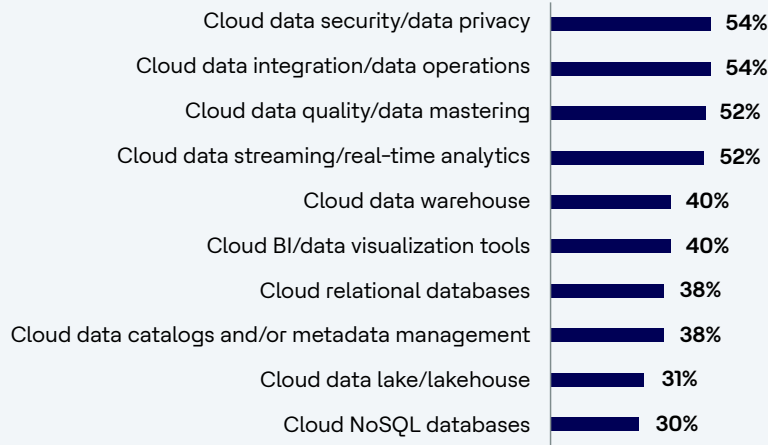 Cloud data security/data privacy 54%
Cloud data integration/data operations 54%
Cloud data quality/data mastering 52%
Cloud data streaming/real-time analytics 52%
Cloud data warehouse 40%
Cloud BI/data visualization tools 40%
Cloud relational databases 38%
Cloud data catalogs and/or metadata management 38%
Cloud data lake/lakehouse 31%
Cloud NoSQL databases 30%